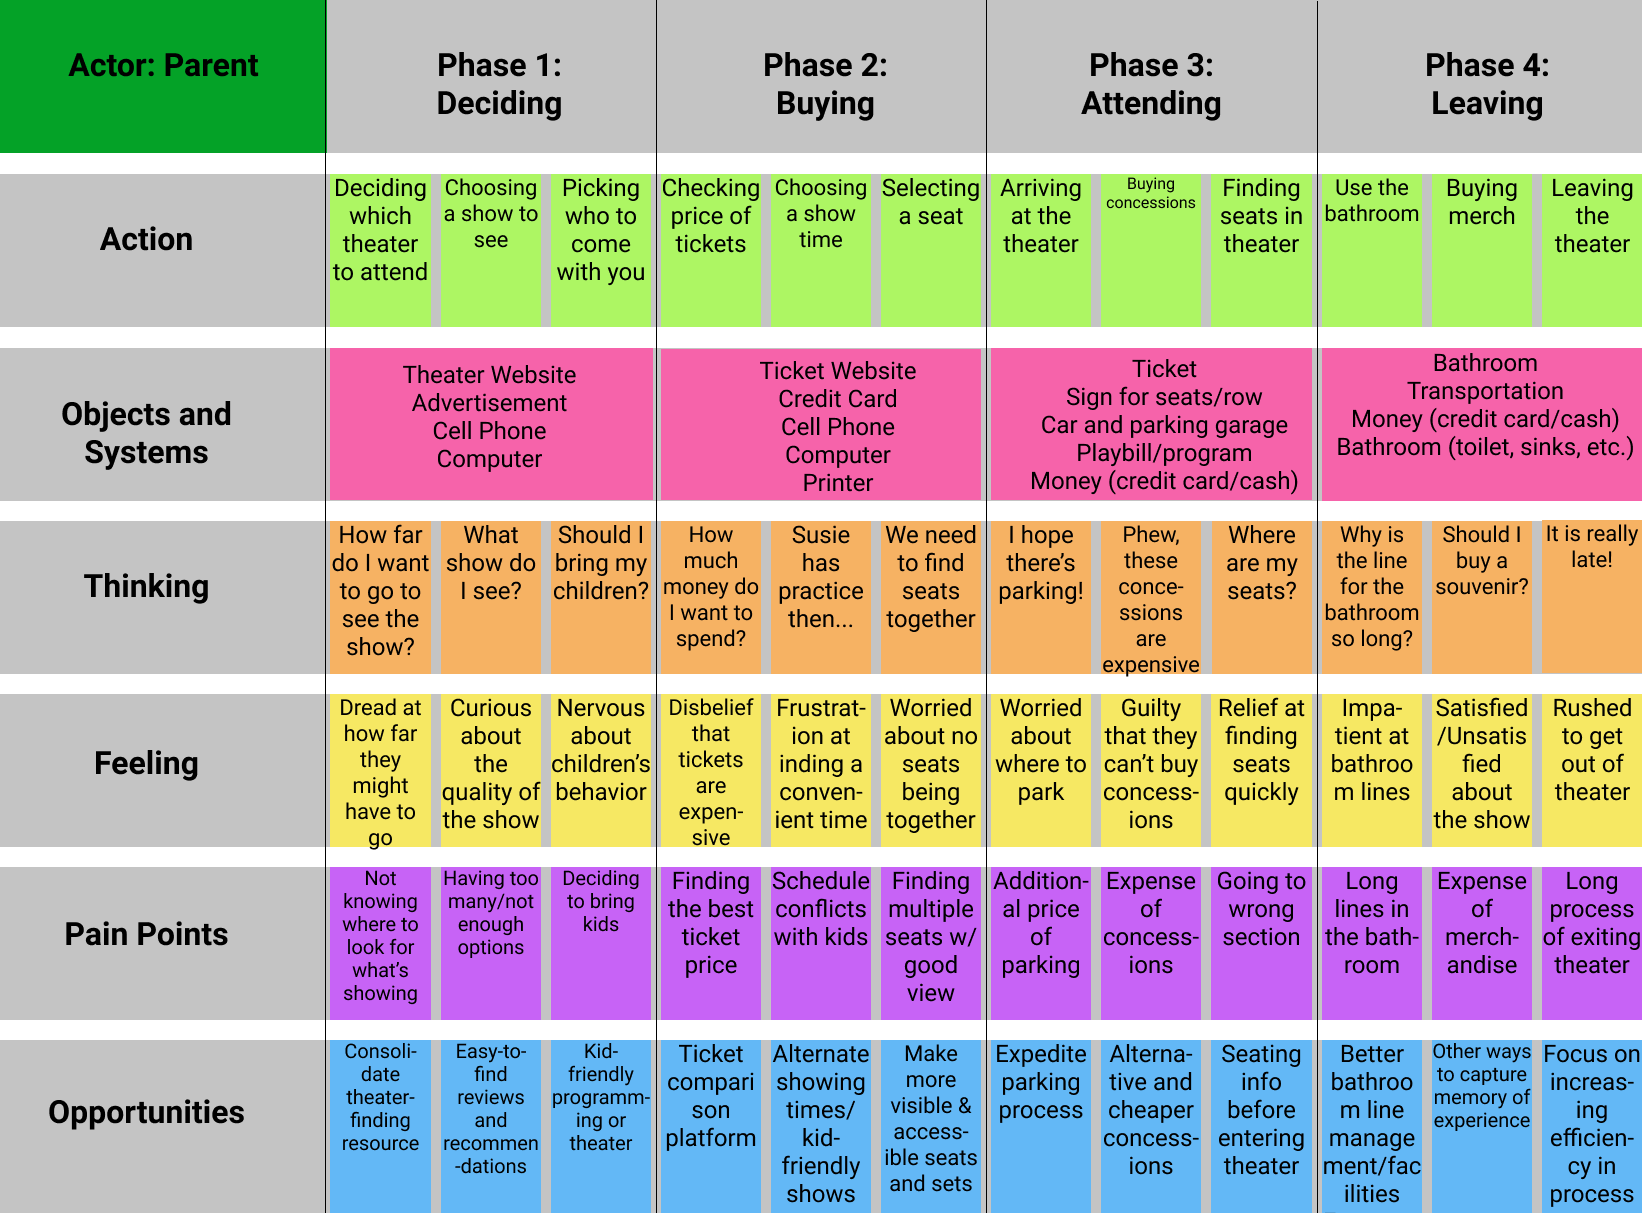 Actor: Parent
Phase 1:
Deciding
Phase 2:
Buying
Phase 3:
Attending
Phase 4:
Leaving
Action
Deciding
which
theater
to attend
Choosing
a show to
see
Picking
who to
come
with you
Checking
price of
tickets
Choosing
a show
time
Selecting
a seat
Arriving
at the
theater
Buying
concessions
Finding
seats in
theater
Use the
bathroom
Buying
merch
Leaving
the
theater
Objects and
Systems
Theater Website
Advertisement
Cell Phone
Computer
Ticket Website
Credit Card
Cell Phone
Computer
Printer
Ticket
Sign for seats/row
Car and parking garage
Playbill/program
Money (credit card/cash)
Bathroom
Transportation
Money (credit card/cash)
Bathroom (toilet, sinks, etc.)
Thinking
How far
do I want
to go to
see the
show?
What
show do
I see?
Should I
bring my
children?
How
much
money do
I want to
spend?
Susie
has
practice
then...
We need
to find
seats
together
I hope
there's
parking!
Phew,
these
conce-
ssions
are
expensive
Where
are my
seats?
Why is
the line
for the
bathroom
so long?
Should I
buy a
souvenir?
It is really
late!
Feeling
Dread at
how far
they
might
have to
go
Curious
about
the
quality of
the show
Nervous
about
children's
behavior
Disbelief
that
tickets
are
expen-
sive
Frustrat-
ion at
inding a
conven-
ient time
Worried
about no
seats
being
together
Worried
about
where to
park
Guilty
that they
can't buy
concess-
ions
Relief at
finding
seats
quickly
Impa-
tient at
bathroo
m lines
Satisfied
/Unsatis
fied
about
the show
Rushed
to get
out of
theater
Pain Points
Not
knowing
where to
look for
what's
showing
Having too
many/not
enough
options
Deciding
to bring
kids
Finding
the best
ticket
price
Schedule
conflicts
with kids
Finding
multiple
seats w/
good
view
Addition-
al price
of
parking
Expense
of
concess-
ions
Going to
wrong
section
Long
lines in
the bath-
room
Expense
of
merch-
andise
Long
process
of exiting
theater
Opportunities
Consoli-
date
theater-
finding
resource
Easy-to-
find
reviews
and
recommen
-dations
Kid-
friendly
programm-
ing or
theater
Ticket
compari
son
platform
Alternate
showing
times/
kid-
friendly
shows
Make
more
visible &
access-
ible seats
and sets
Expedite
parking
process
Alterna-
tive and
cheaper
concess-
ions
Seating
info
before
entering
theater
Better
bathroo
m line
manage
ment/fac
ilities
Other ways
to capture
memory of
experience
Focus on
increas-
ing
efficien-
cy in
process